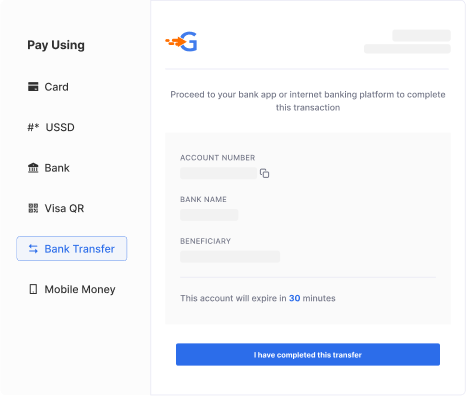 Pay Using
Card
#* USSD
Bank
Visa QR
Bank Transfer
Mobile Money
G
Proceed to your bank app or internet banking platform to complete
this transaction
ACCOUNT NUMBER
BANK NAME
BENEFICIARY
This account will expire in 30 minutes
I have completed this transfer